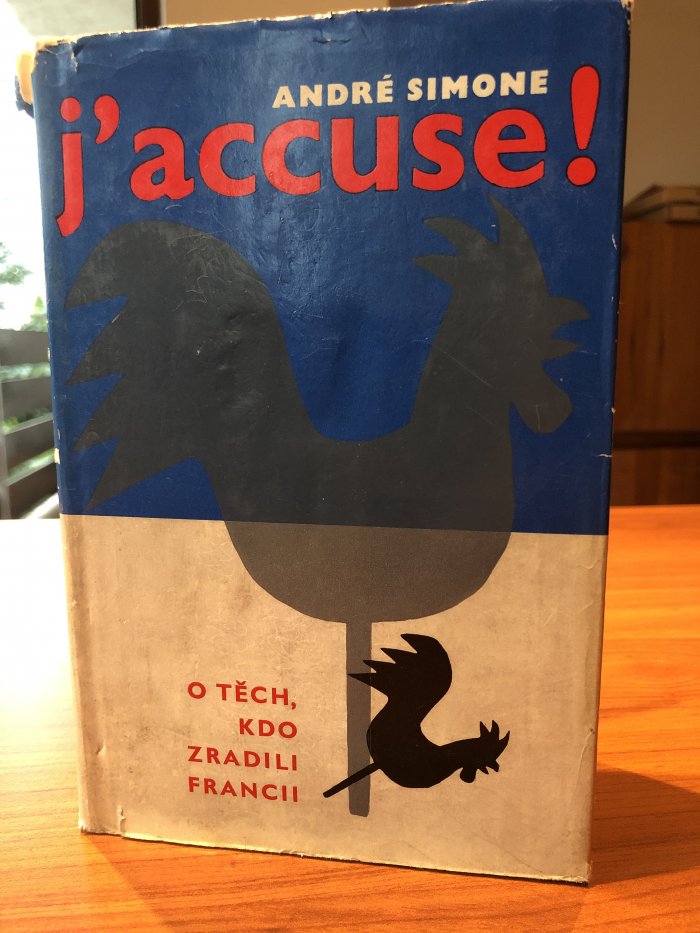 ANDRÉ SIMONE
j'accuse!
O TĚCH,
KDO
ZRADILI
FRANCII